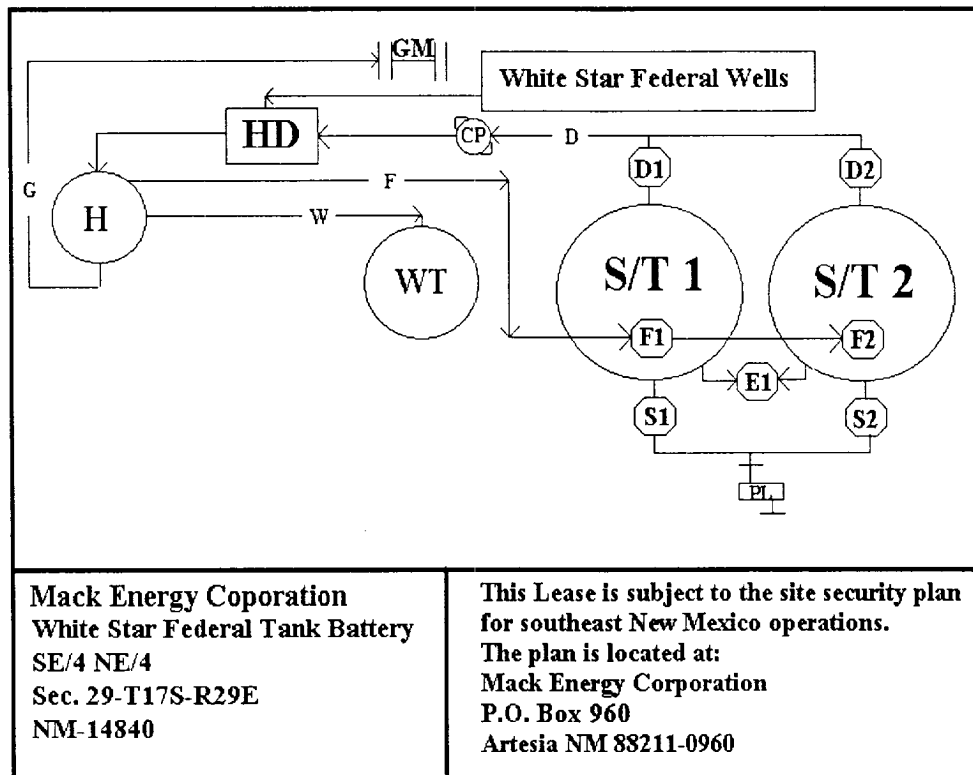 GM
White Star Federal Wells
HD
CP
D
D1
D2
G
F
H
W
WT
S/T 1
S/T 2
F1
F2
E1
S1
S2
PL
Mack Energy Coporation
White Star Federal Tank Battery
SE/4 NE/4
Sec. 29-T17S-R29E
NM-14840
This Lease is subject to the site security plan
for southeast New Mexico operations.
The plan is located at:
Mack Energy Corporation
P.O. Box 960
Artesia NM 88211-0960